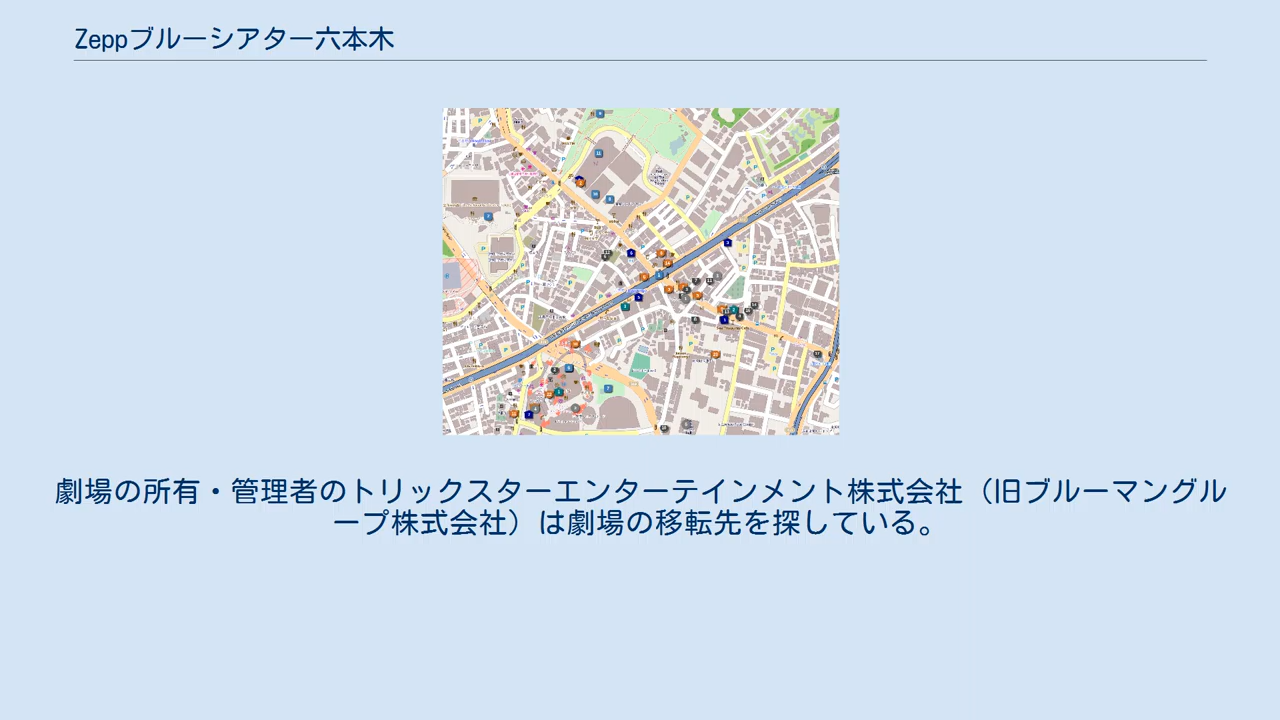 Zeppブルーシアター六本木
劇場の所有・管理者のトリックスターエンターテインメント株式会社（旧ブルーマングル
ープ株式会社）は劇場の移転先を探している。